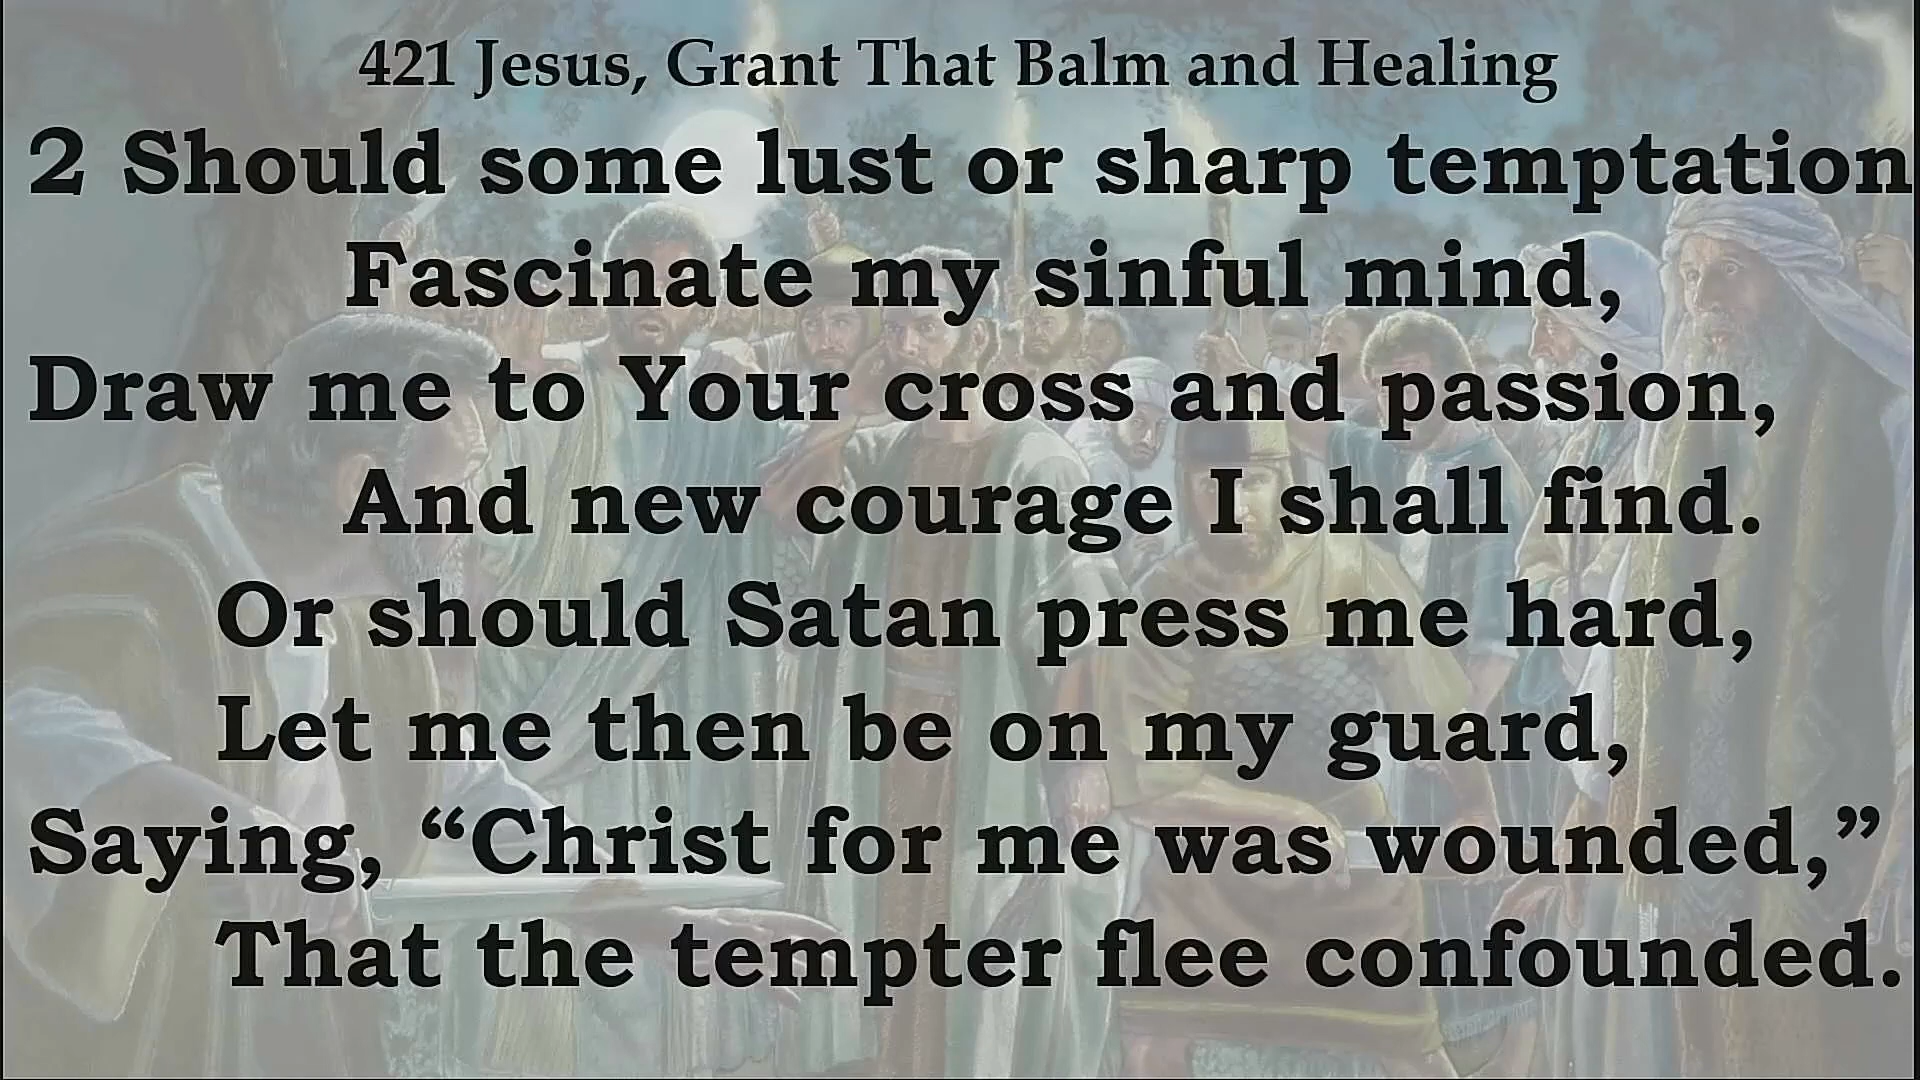 421 Jesus, Grant That Balm and Healing
2 Should some lust or sharp temptation
Fascinate my sinful mind,
Draw me to Your cross and passion,
And new courage I shall find.
Or should Satan press me hard,
Let me then be on my guard,
Saying, “Christ for me was wounded,”
That the tempter flee confounded.